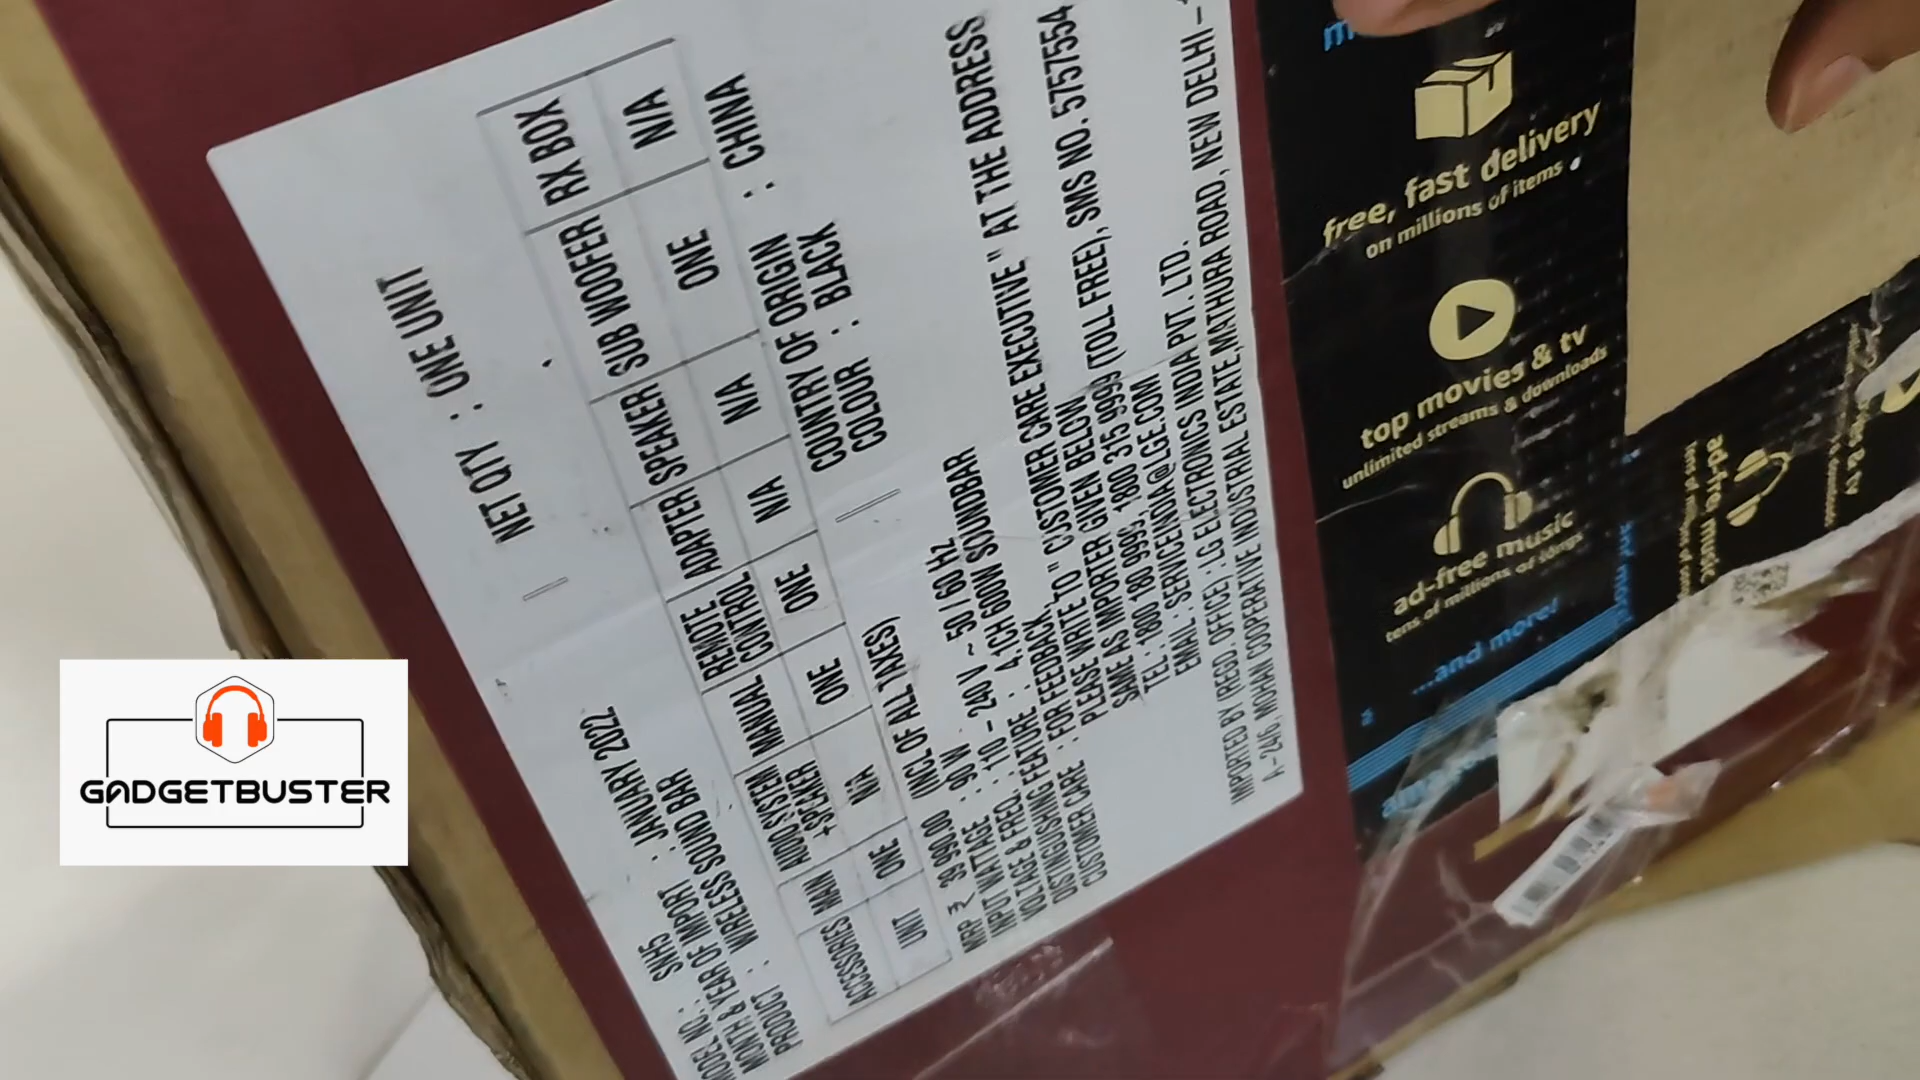 MODEL NO. : SNH5
MONTH & YEAR OF IMPORT : JANUARY 2022
PRODUCT : WIRELESS SOUND BAR
NET QTY : ONE UNIT
ACCESSORIES MAIN AUDIO SYSTEM +SPEAKER MANUAL REMOTE CONTROL ADAPTER SPEAKER SUB WOOFER RX BOX
UNIT ONE N/A ONE ONE N/A N/A ONE N/A
MRP ₹ 39,990.00 (INCL OF ALL TAXES)
COUNTRY OF ORIGIN : CHINA
INPUT WATTAGE : 90 W
COLOUR : BLACK
VOLTAGE & FREQ. : 110 - 240 V ~ 50 / 60 HZ
DISTINGUISHING FEATURE : 4.1CH 600W SOUNDBAR
CUSTOMER CARE : FOR FEEDBACK,
PLEASE WRITE TO " CUSTOMER CARE EXECUTIVE " AT THE ADDRESS
SAME AS IMPORTER GIVEN BELOW
TEL : 1800 180 9999, 1800 315 9999 (TOLL FREE), SMS NO. 5757554
EMAIL : SERVICEINDIA@LGE.COM
IMPORTED BY (REGD. OFFICE) : LG ELECTRONICS INDIA PVT. LTD.
A-24/6, MOHAN COOPERATIVE INDUSTRIAL ESTATE, MATHURA ROAD, NEW DELHI -
free, fast delivery
on millions of items
top movies & tv
unlimited streams & downloads
ad-free music
tens of millions of songs
...and more!
ad-free music
GADGETBUSTER